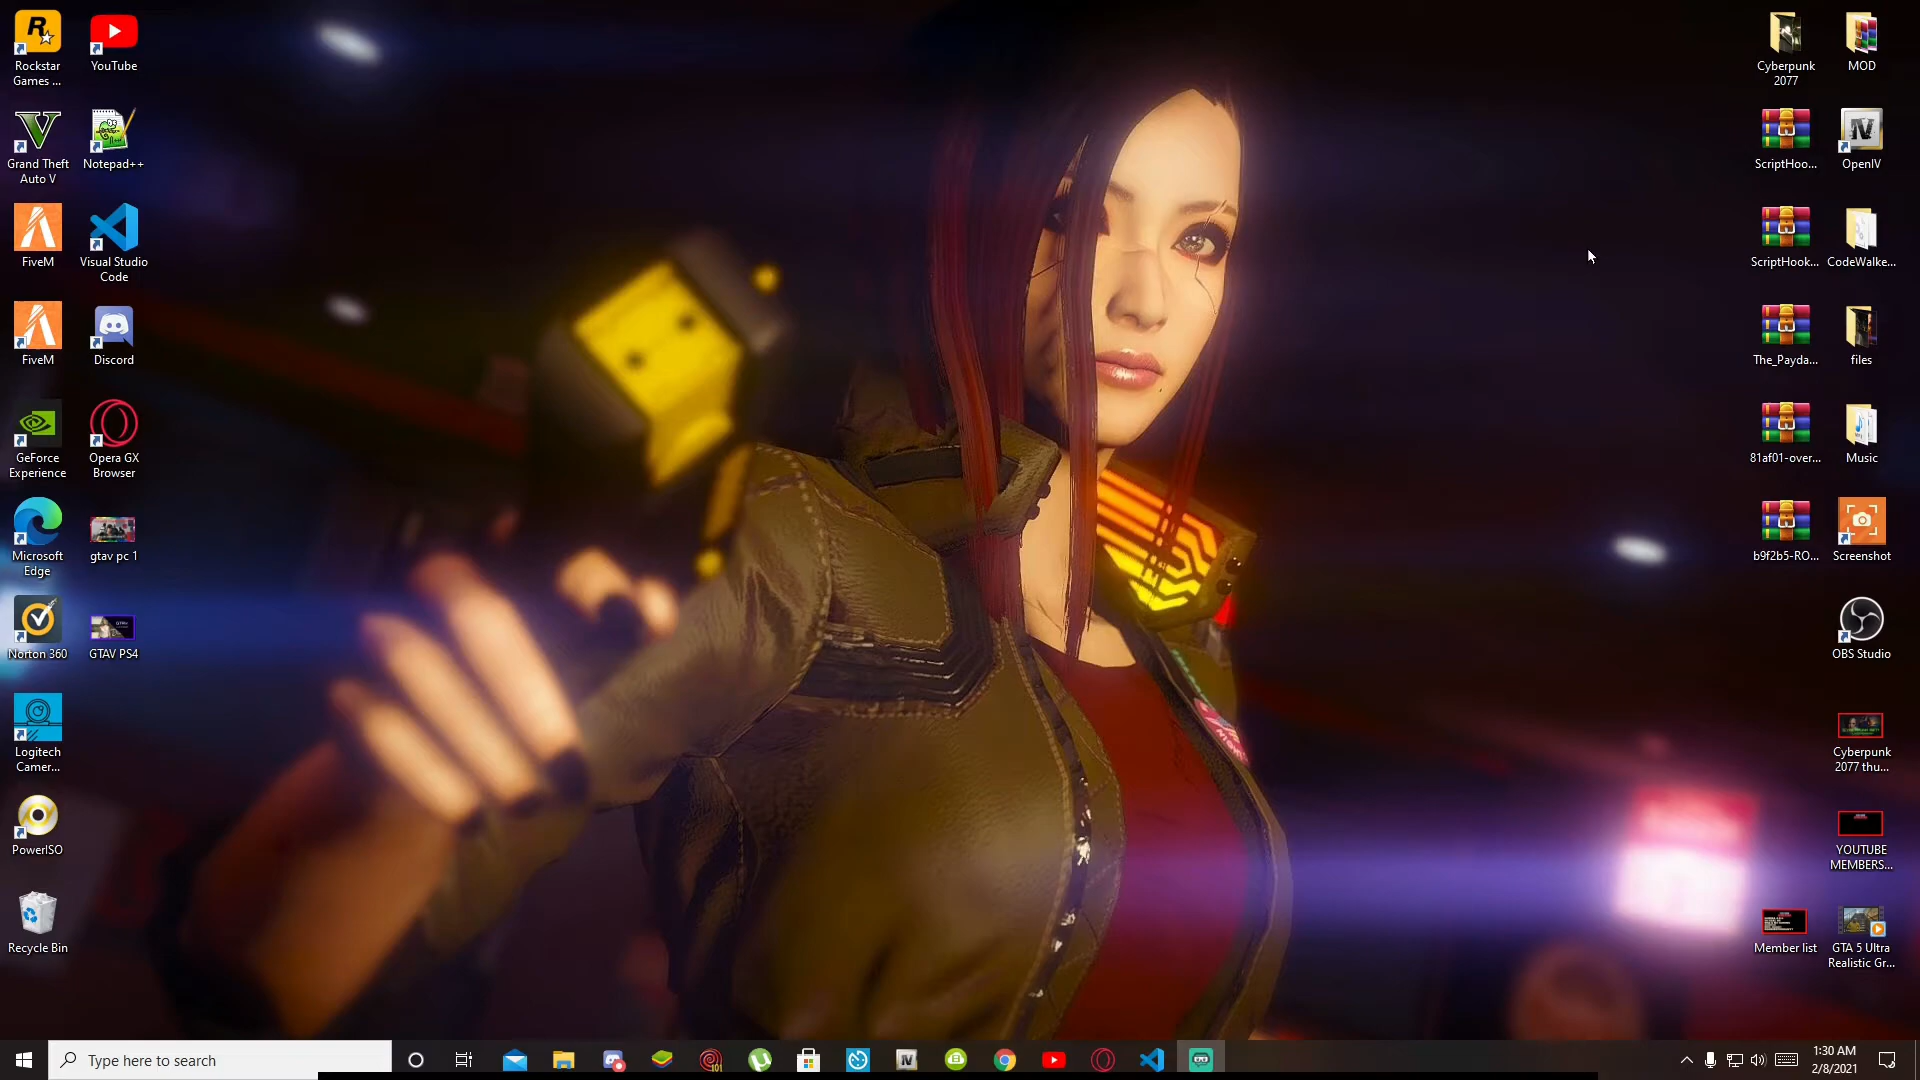 Rockstar
Games ...
YouTube
Grand Theft
Auto V
Notepad++
FiveM
Visual Studio
Code
FiveM
Discord
GeForce
Experience
Opera GX
Browser
Microsoft
Edge
gtav pc 1
Norton 360
GTAV PS4
Logitech
Camer...
PowerISO
Recycle Bin
Cyberpunk
2077
MOD
ScriptHoo...
OpenIV
ScriptHook...
CodeWalke...
The_Payda...
files
81af01-over...
Music
b9f2b5-RO...
Screenshot
OBS Studio
Cyberpunk
2077 thu...
YOUTUBE
MEMBERS...
Member list
GTA 5 Ultra
Realistic Gr...
Type here to search
1:30 AM
2/8/2021